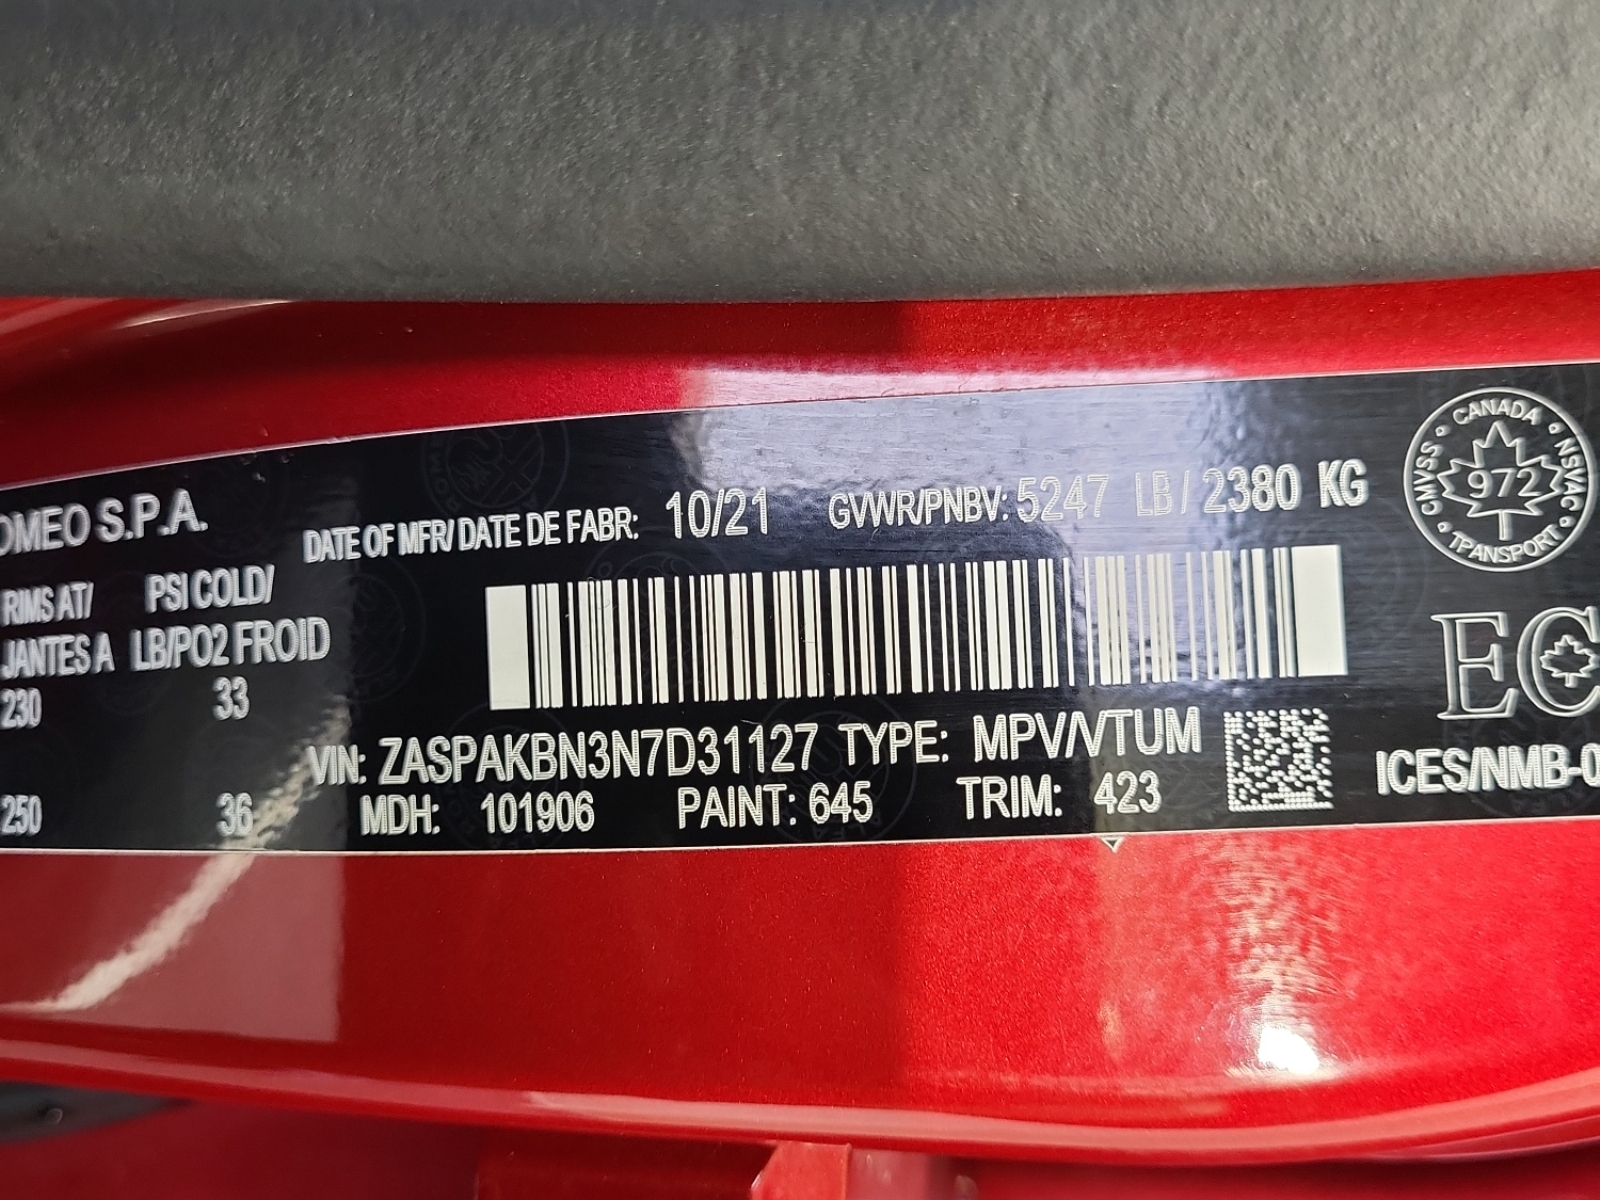 OMEO S.P.A.
DATE OF MFR/ DATE DE FABR: 10/21 GVWR/PNBV: 5247 LB / 2380 KG
RIMS AT/ PSI COLD/
JANTES A LB/PO2 FROID
230 33
250 36
VIN: ZASPAKBN3N7D31127 TYPE: MPV/VTUM
MDH: 101906 PAINT: 645 TRIM: 423
CANADA
CMVSS NSVAC
972
TRANSPORT
EC
ICES/NMB-0